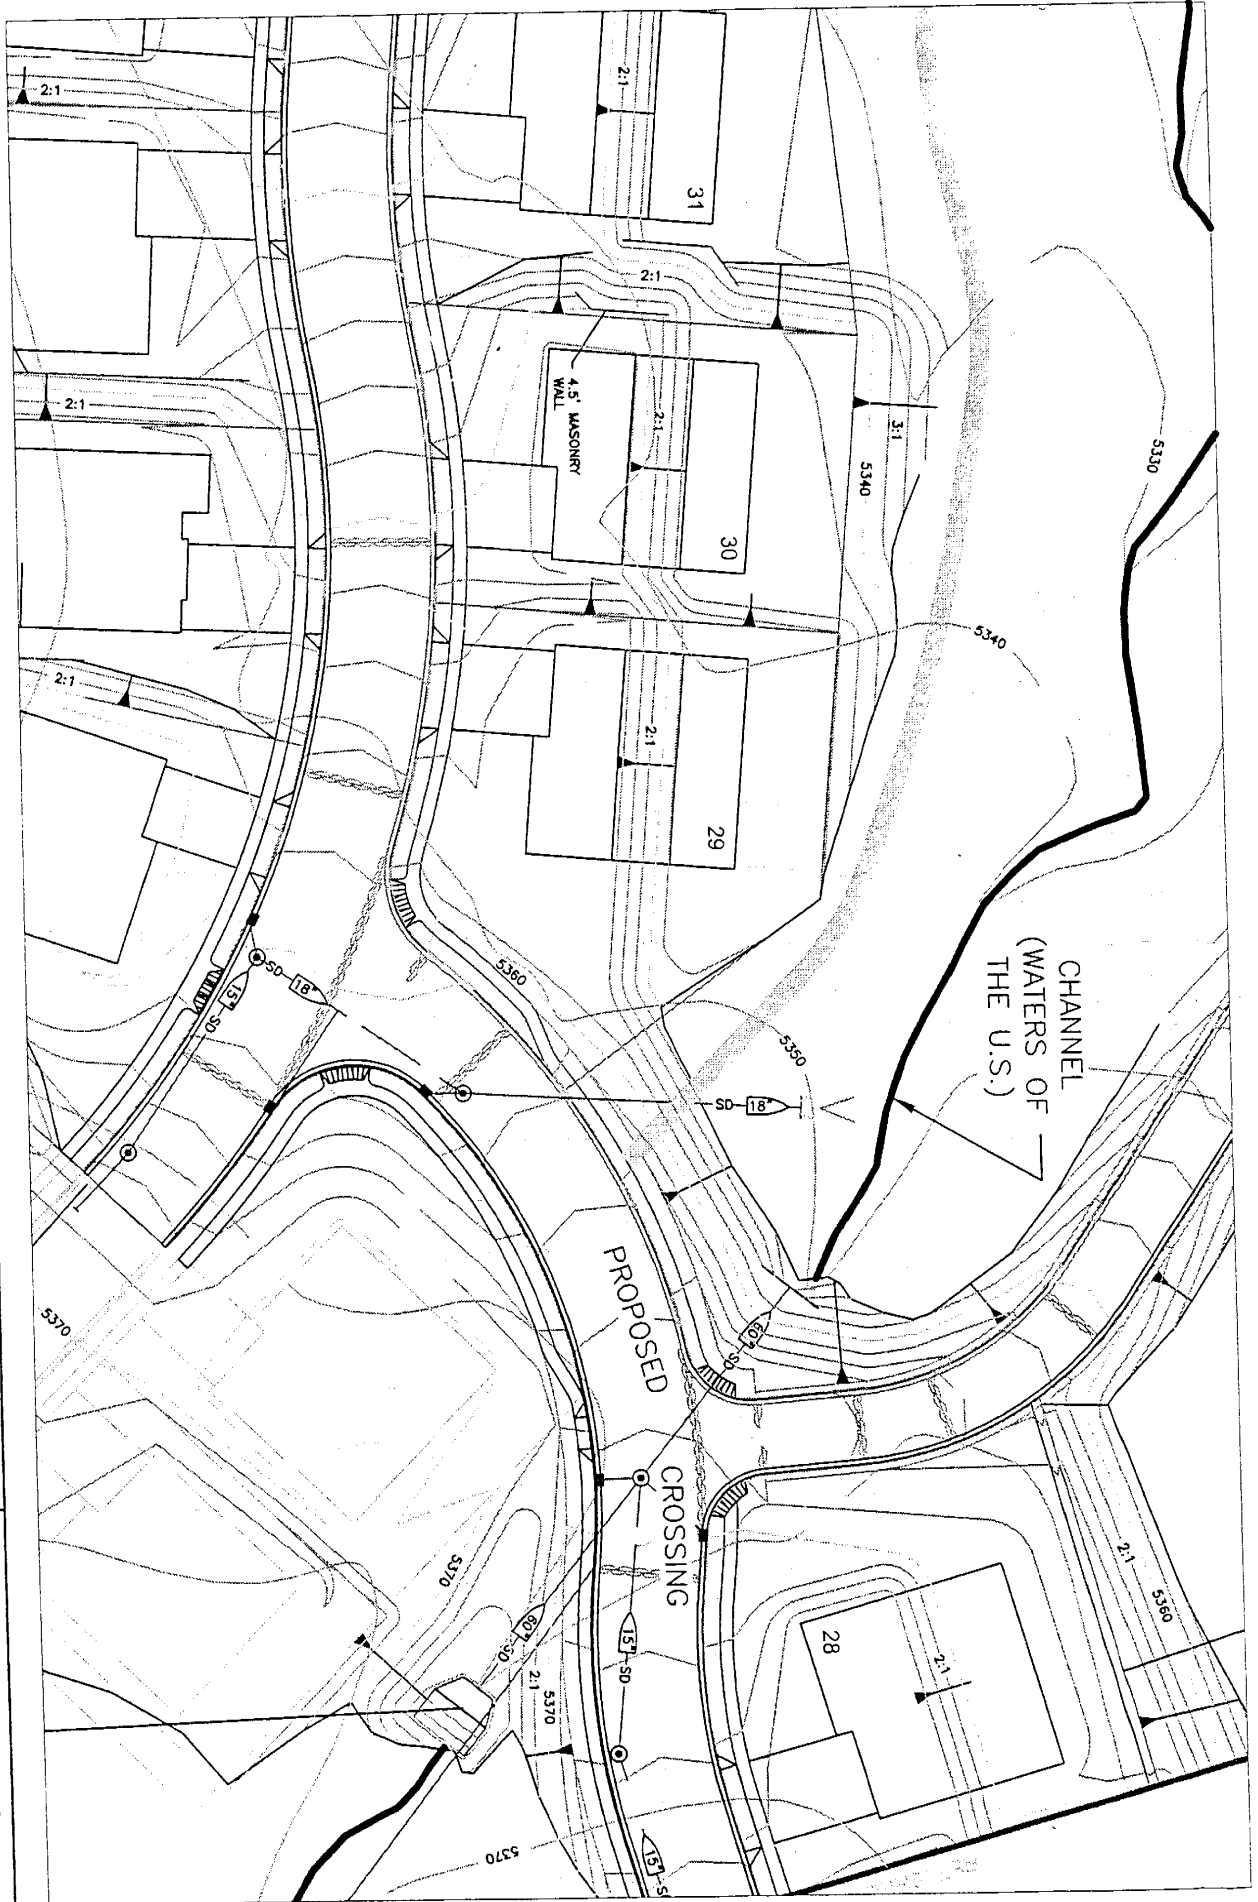 2:1
2:1
31
2:1
2:1
4.5' MASONRY
WALL
2:1
3:1
5340
5330
30
5340
2:1
2:1
29
CHANNEL
(WATERS OF
THE U.S.)
5360
5350
SD
18"
15"
SD
SD
18"
PROPOSED
CROSSING
60"
SD
5370
5370
60"
SD
2:1
5370
15"
SD
28
2:1
2:1
5360
5370
15"
S